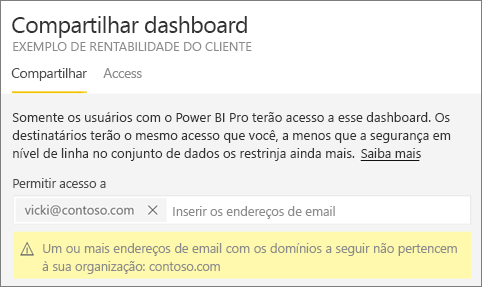 Compartilhar dashboard
EXEMPLO DE RENTABILIDADE DO CLIENTE
Compartilhar Access
Somente os usuários com o Power BI Pro terão acesso a esse dashboard. Os
destinatários terão o mesmo acesso que você, a menos que a segurança em
nível de linha no conjunto de dados os restrinja ainda mais. Saiba mais
Permitir acesso a
vicki@contoso.com Inserir os endereços de email
Um ou mais endereços de email com os domínios a seguir não pertencem
à sua organização: contoso.com